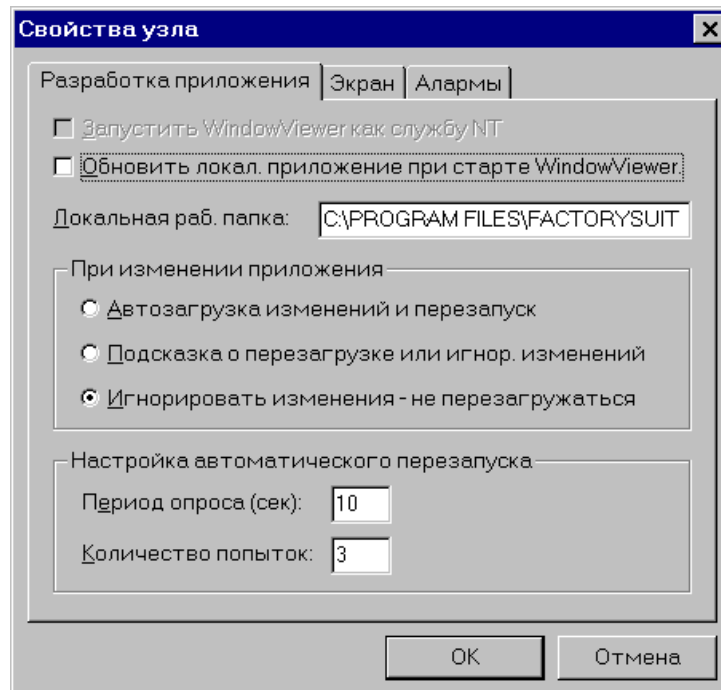 Свойства узла
Разработка приложения Экран Алармы
Запустить WindowViewer как службу NT
Обновить локал. приложение при старте WindowViewer.
Локальная раб. папка: C:\PROGRAM FILES\FACTORYSUIT
При изменении приложения
Автозагрузка изменений и перезапуск
Подсказка о перезагрузке или игнор. изменений
Игнорировать изменения - не перезагружаться
Настройка автоматического перезапуска
Период опроса (сек): 10
Количество попыток: 3
OK Отмена